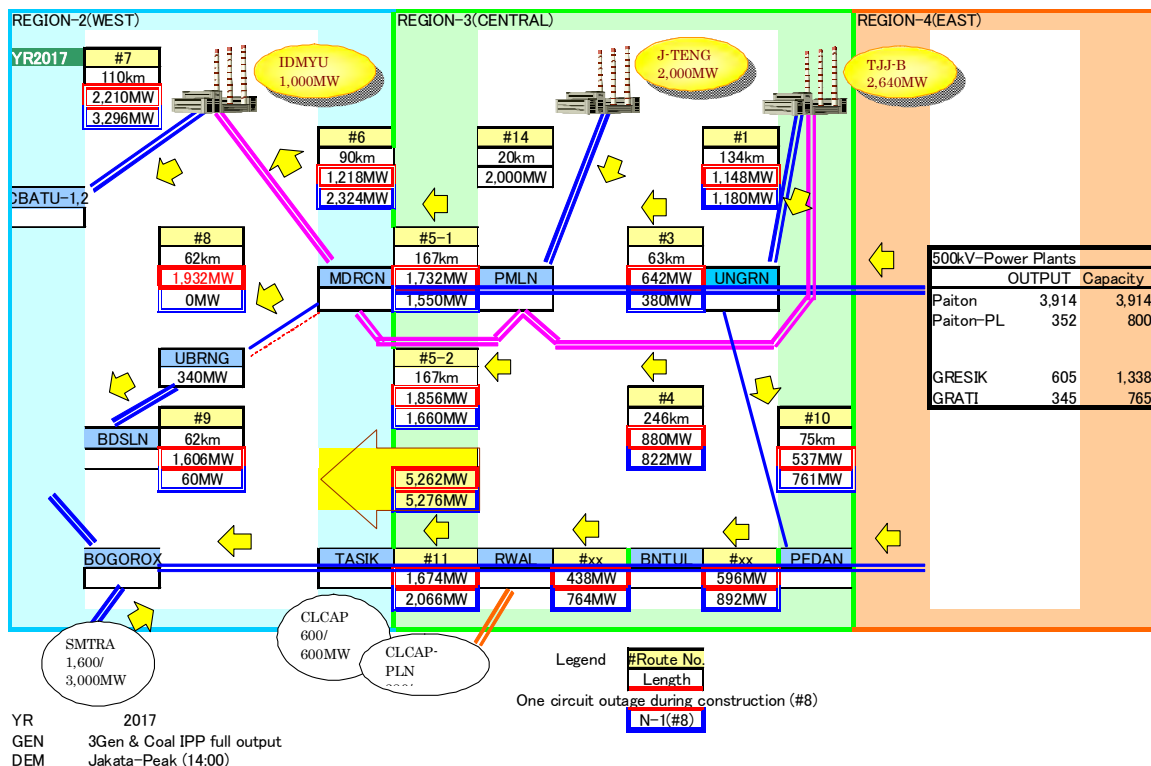 REGION-2(WEST)
REGION-3(CENTRAL)
REGION-4(EAST)
YR2017
#7
110km
2,210MW
3,296MW
IDMYU
1,000MW
J-TENG
2,000MW
TJJ-B
2,640MW
#6
90km
1,218MW
2,324MW
#14
20km
2,000MW
#1
134km
1,148MW
1,180MW
CBATU-1,2
#8
62km
1,932MW
0MW
MDRCN
#5-1
167km
1,732MW
1,550MW
PMLN
#3
63km
642MW
380MW
UNGRN
500kV-Power Plants
OUTPUT Capacity
Paiton 3,914 3,914
Paiton-PL 352 800
GRESIK 605 1,338
GRATI 345 765
UBRNG
340MW
#5-2
167km
1,856MW
1,660MW
#4
246km
880MW
822MW
BDSLN
#9
62km
1,606MW
60MW
#10
75km
537MW
761MW
5,262MW
5,276MW
BOGOROX
TASIK
#11
1,674MW
2,066MW
RWAL
#xx
438MW
764MW
BNTUL
#xx
596MW
892MW
PEDAN
SMTRA
1,600/
3,000MW
CLCAP
600/
600MW
CLCAP-
PLN
Legend
#Route No.
Length
One circuit outage during construction (#8)
N-1(#8)
YR 2017
GEN 3Gen & Coal IPP full output
DEM Jakata-Peak (14:00)